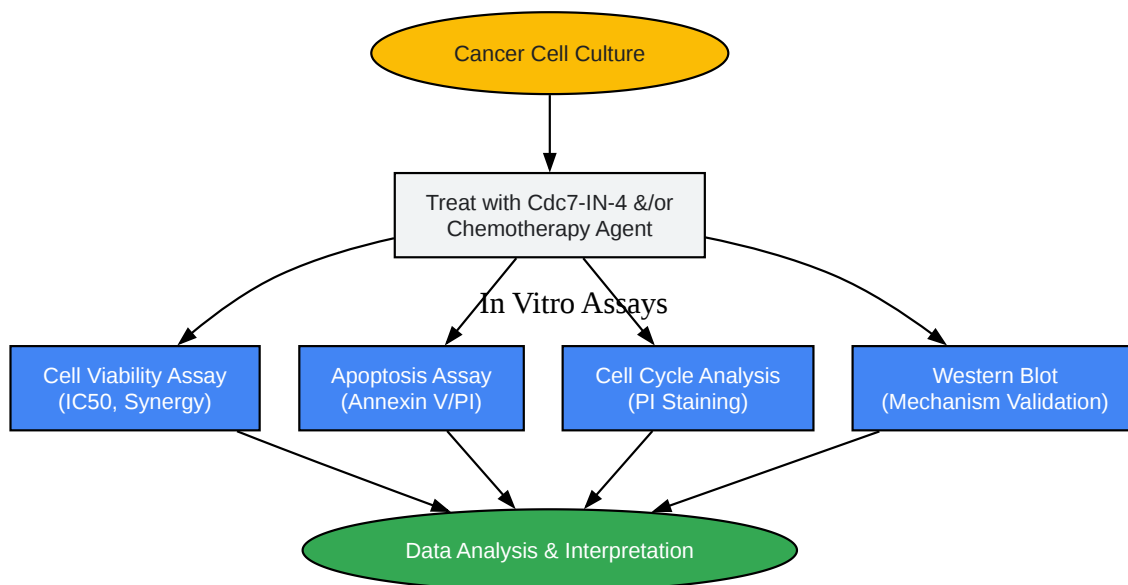 Cancer Cell Culture
Treat with Cdc7-IN-4 &/or
Chemotherapy Agent
In Vitro Assays
Cell Viability Assay
(IC50, Synergy)
Apoptosis Assay
(Annexin V/PI)
Cell Cycle Analysis
(PI Staining)
Western Blot
(Mechanism Validation)
Data Analysis & Interpretation